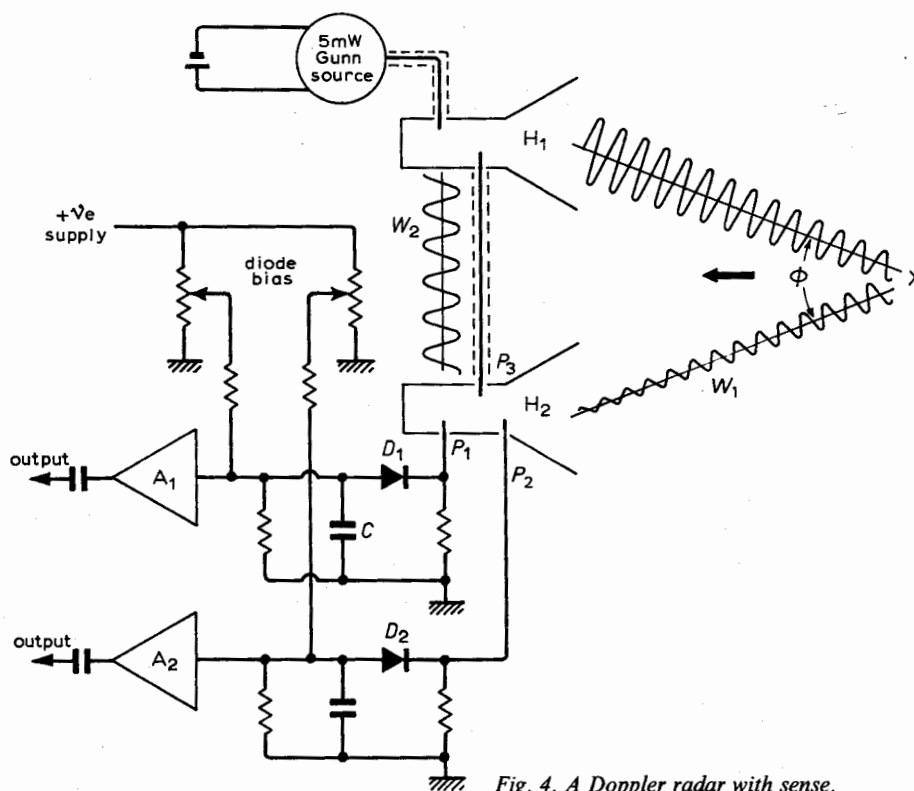 5mW
Gunn
source
H1
+Ve
supply
W2
diode
bias
ϕ
P3
H2
W1
output
A1
D1
P1
P2
C
output
A2
D2
Fig. 4. A Doppler radar with sense.